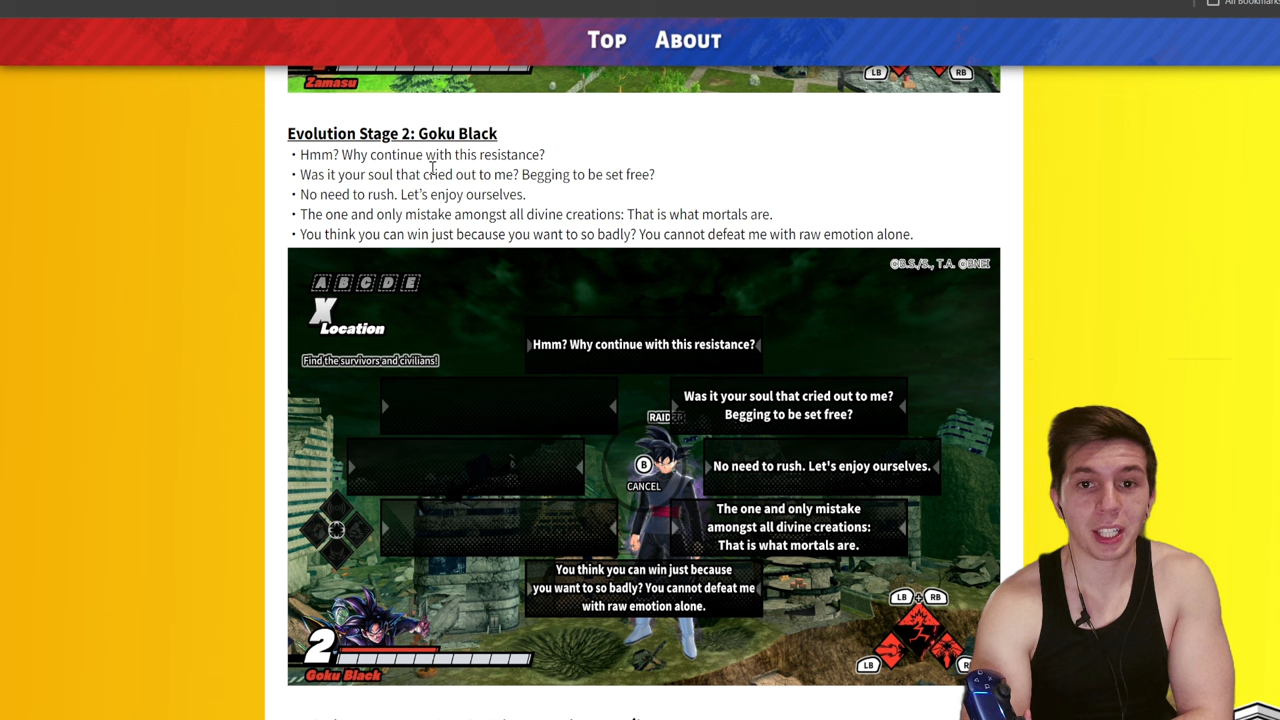 All Bookmarks
TOP ABOUT
LB RB
Zamasu
Evolution Stage 2: Goku Black
・Hmm? Why continue with this resistance?
・Was it your soul that cried out to me? Begging to be set free?
・No need to rush. Let's enjoy ourselves.
・The one and only mistake amongst all divine creations: That is what mortals are.
・You think you can win just because you want to so badly? You cannot defeat me with raw emotion alone.
©B.S./S., T.A. ©BNEI
A B C D E
X
Location
Find the survivors and civilians!
Hmm? Why continue with this resistance?
Was it your soul that cried out to me?
Begging to be set free?
RAIDER
No need to rush. Let's enjoy ourselves.
B
CANCEL
The one and only mistake
amongst all divine creations:
That is what mortals are.
You think you can win just because
you want to so badly? You cannot defeat me
with raw emotion alone.
LB + RB
LB
2
Goku Black